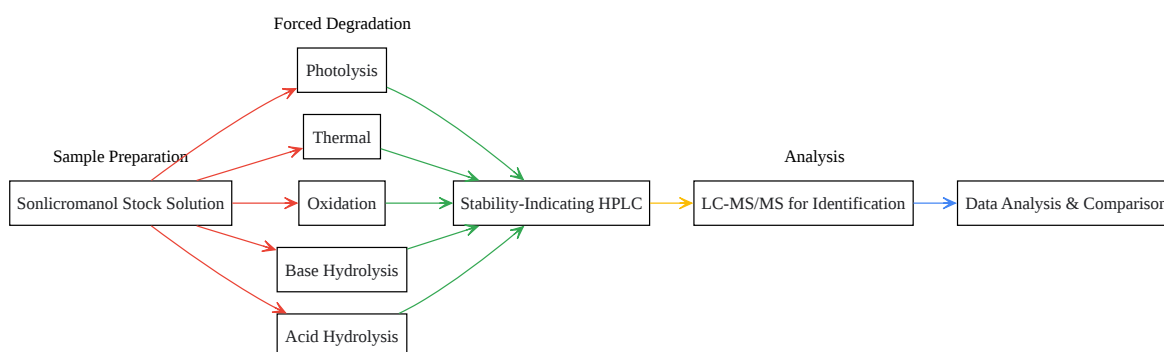 Forced Degradation
Photolysis
Thermal
Sample Preparation
Analysis
Sonlicromanol Stock Solution
Oxidation
Stability-Indicating HPLC
LC-MS/MS for Identification
Data Analysis & Comparison
Base Hydrolysis
Acid Hydrolysis